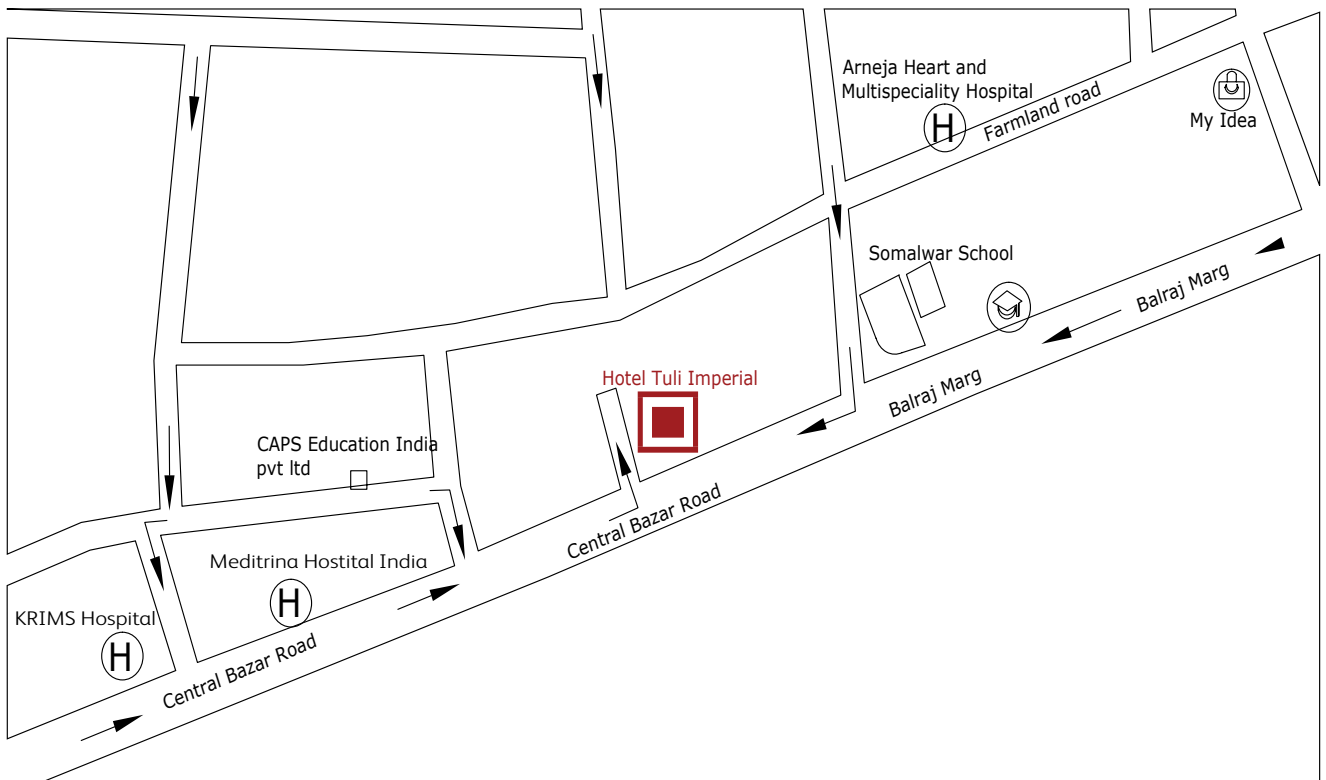 Arneja Heart and
Multispeciality Hospital
H
Farmland road
My Idea
Somalwar School
Balraj Marg
Balraj Marg
Hotel Tuli Imperial
CAPS Education India
pvt ltd
Central Bazar Road
Meditrina Hostital India
H
KRIMS Hospital
H
Central Bazar Road